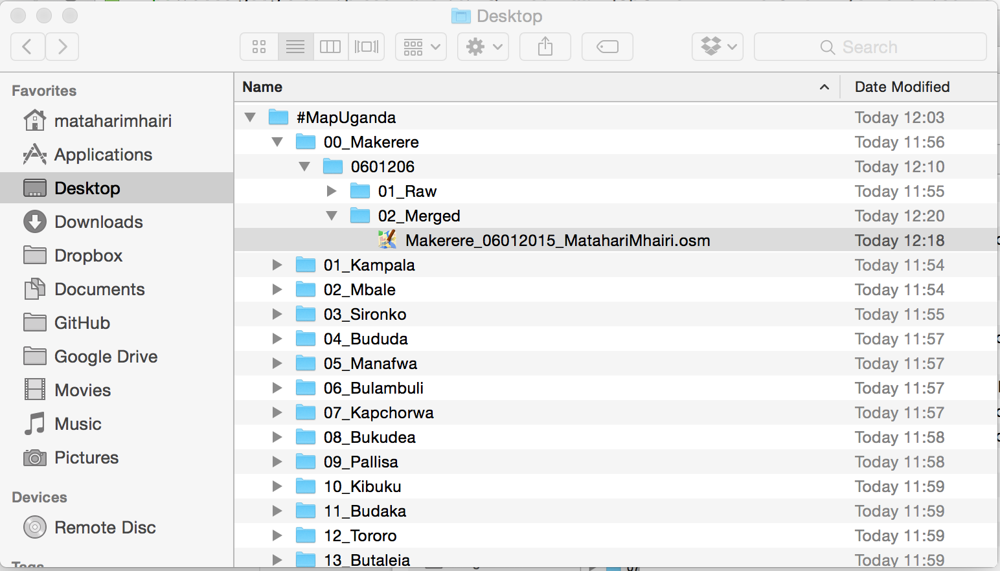 Desktop
Search
Favorites
mataharimhairi
Applications
Desktop
Downloads
Dropbox
Documents
GitHub
Google Drive
Movies
Music
Pictures
Devices
Remote Disc
Tags
Name Date Modified
#MapUganda Today 12:03
00_Makerere Today 11:56
0601206 Today 12:10
01_Raw Today 11:55
02_Merged Today 12:20
Makerere_06012015_MatahariMhairi.osm Today 12:18
01_Kampala Today 11:54
02_Mbale Today 11:54
03_Sironko Today 11:55
04_Bududa Today 11:57
05_Manafwa Today 11:57
06_Bulambuli Today 11:57
07_Kapchorwa Today 11:57
08_Bukudea Today 11:58
09_Pallisa Today 11:58
10_Kibuku Today 11:59
11_Budaka Today 11:59
12_Tororo Today 11:59
13_Butaleia Today 11:59